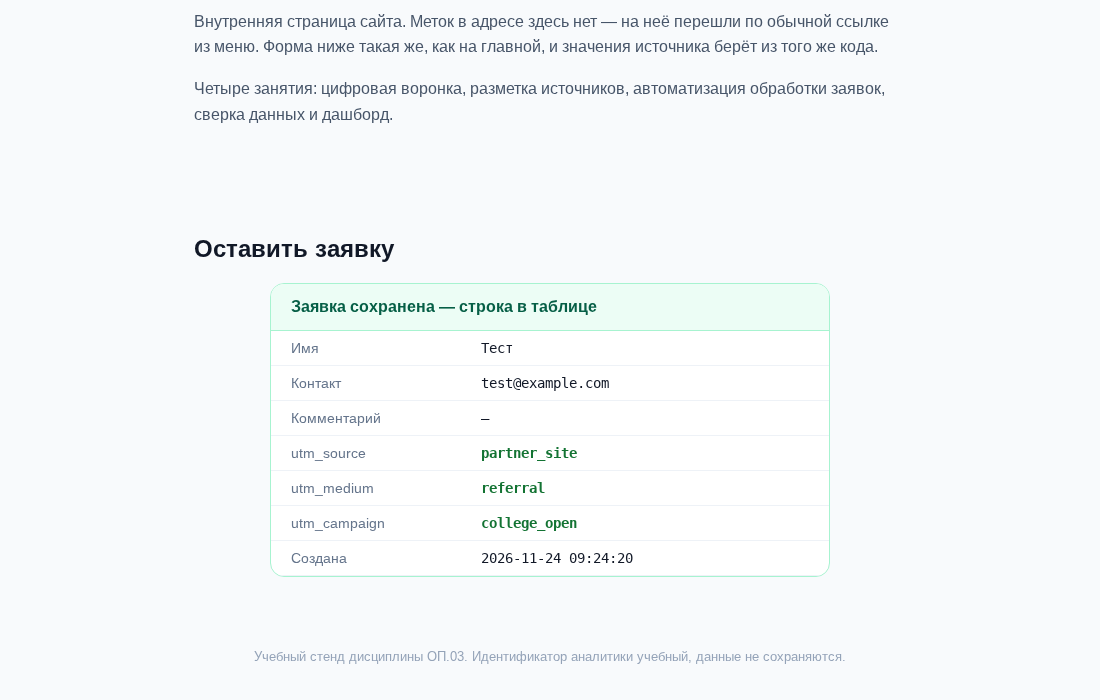 Внутренняя страница сайта. Меток в адресе здесь нет — на неё перешли по обычной ссылке
из меню. Форма ниже такая же, как на главной, и значения источника берёт из того же кода.
Четыре занятия: цифровая воронка, разметка источников, автоматизация обработки заявок,
сверка данных и дашборд.
Оставить заявку
Заявка сохранена — строка в таблице
Имя Тест
Контакт test@example.com
Комментарий —
utm_source partner_site
utm_medium referral
utm_campaign college_open
Создана 2026-11-24 09:24:20
Учебный стенд дисциплины ОП.03. Идентификатор аналитики учебный, данные не сохраняются.